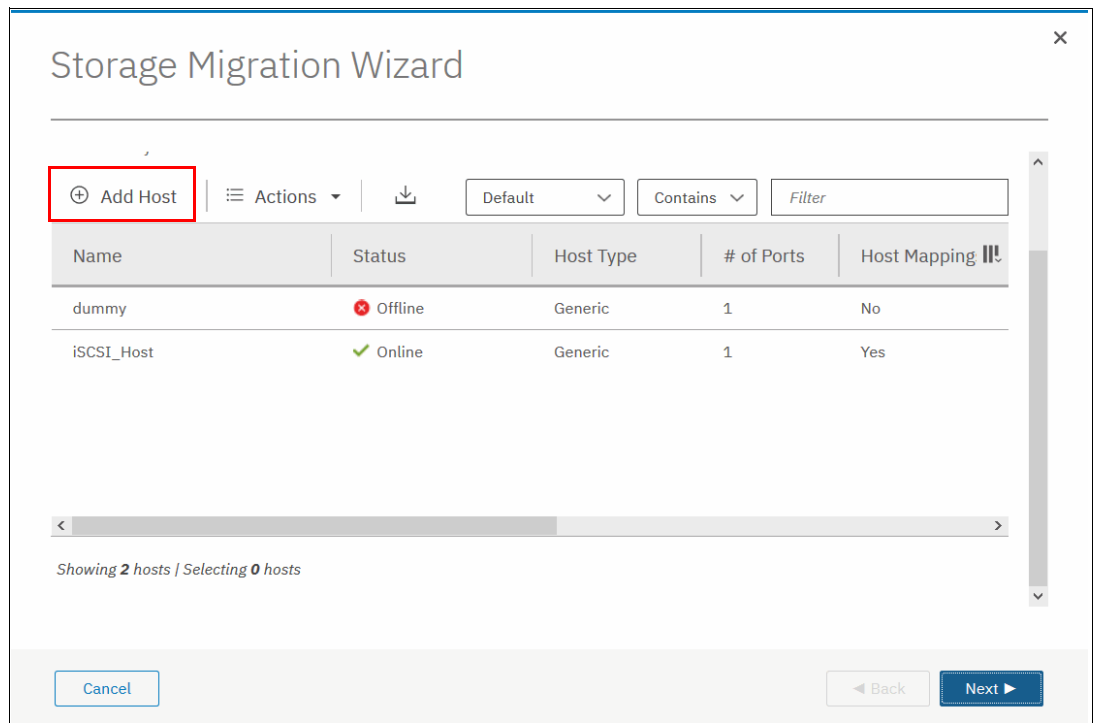 Storage Migration Wizard
Add Host Actions Default Contains Filter
Name Status Host Type # of Ports Host Mapping
dummy Offline Generic 1 No
iSCSI_Host Online Generic 1 Yes
Showing 2 hosts | Selecting 0 hosts
Cancel Back Next